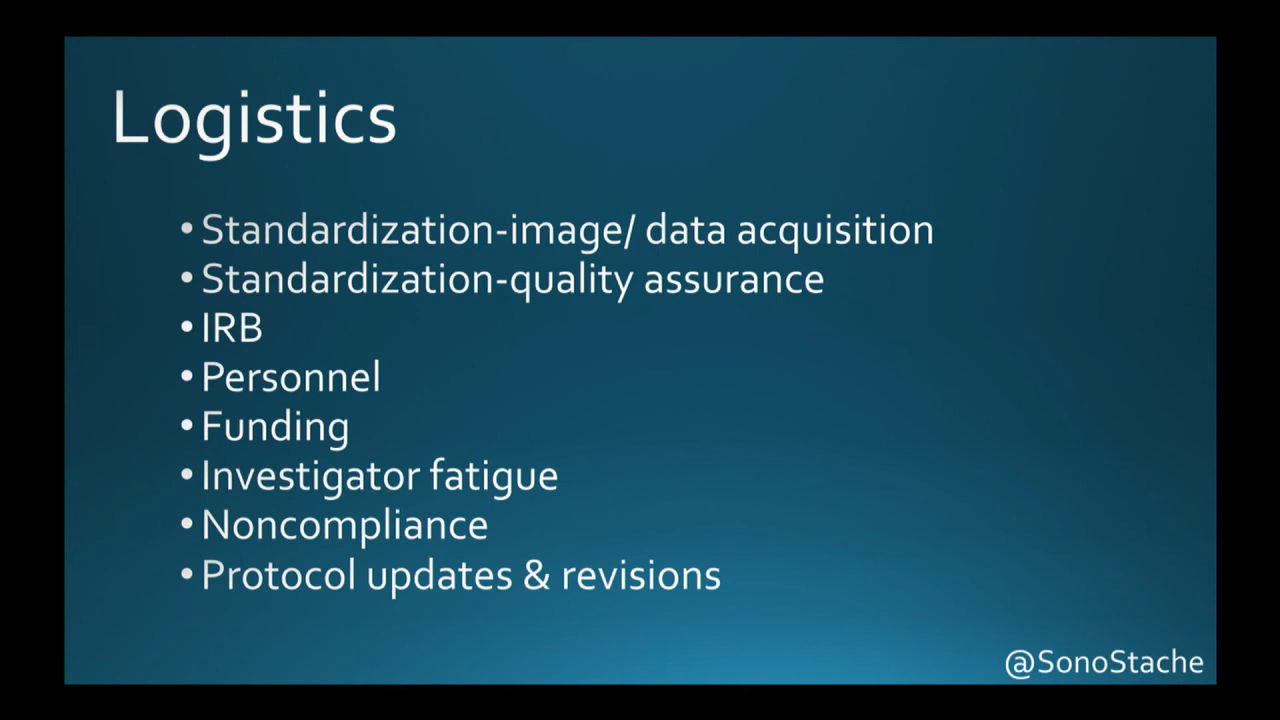 Logistics
• Standardization-image/ data acquisition
• Standardization-quality assurance
• IRB
• Personnel
• Funding
• Investigator fatigue
• Noncompliance
• Protocol updates & revisions
@SonoStache